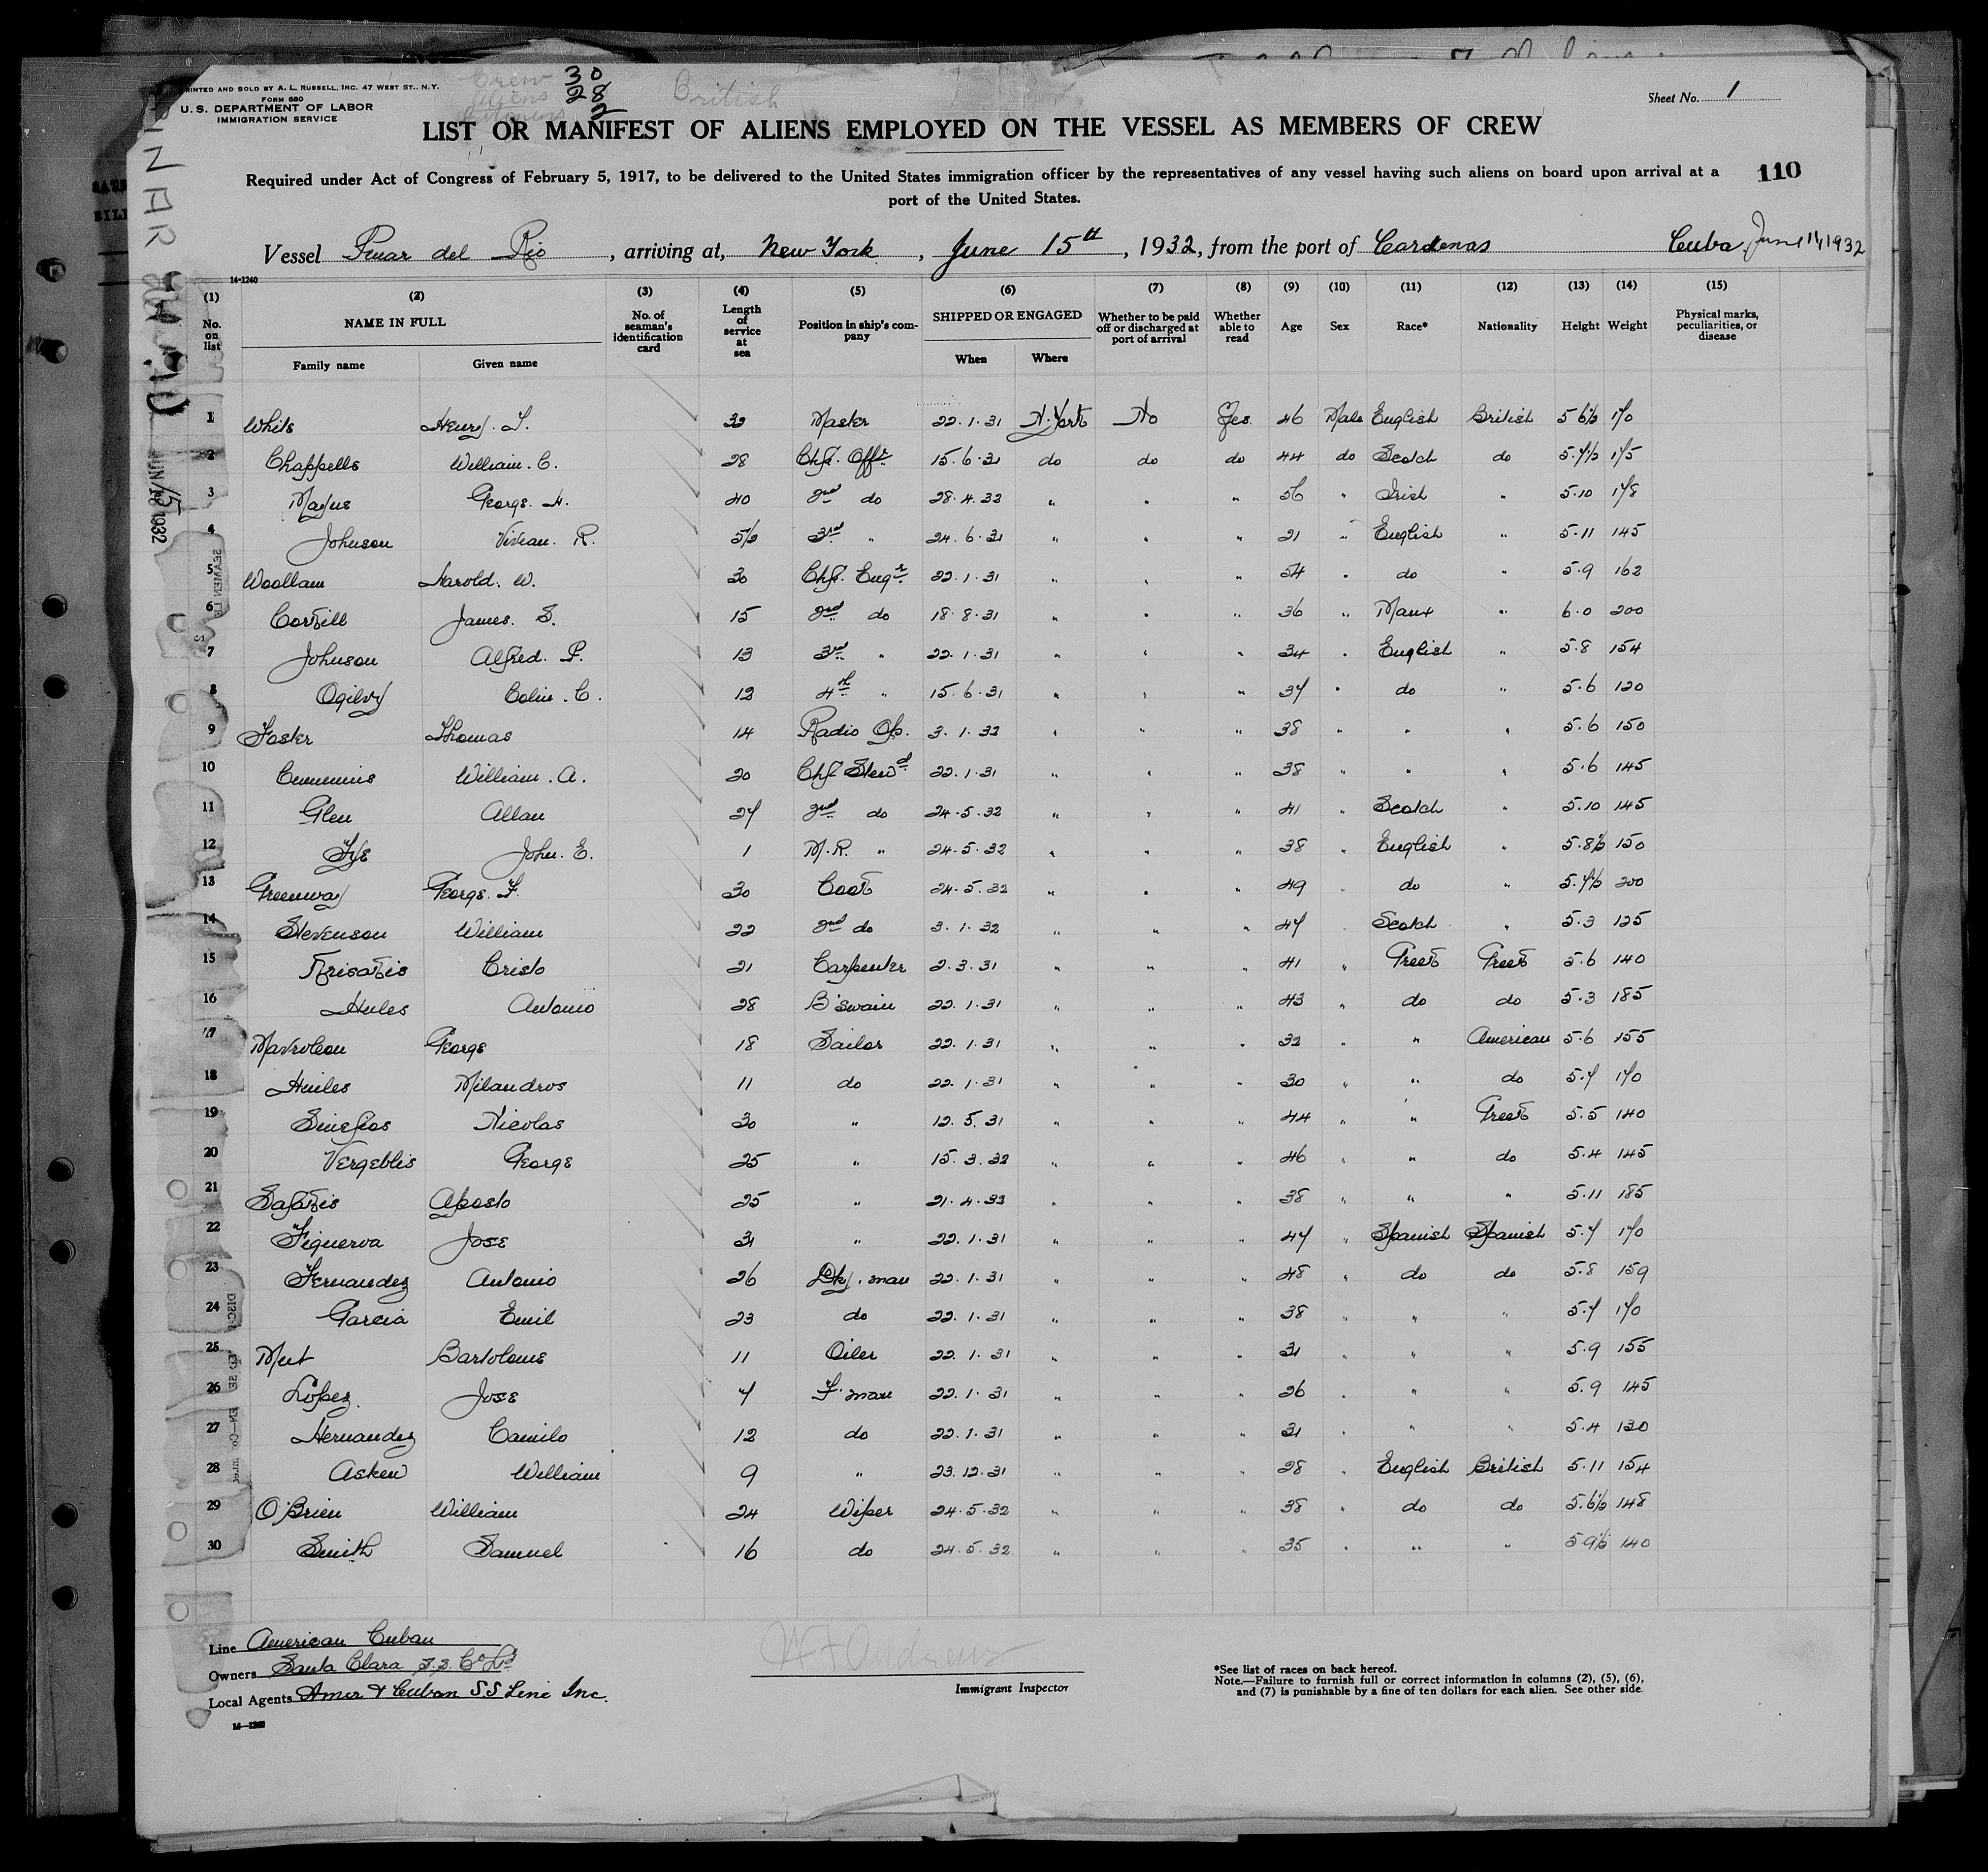 PRINTED AND SOLD BY A. L. RUSSELL, INC. 47 WEST ST., N.Y.
FORM 680
U.S. DEPARTMENT OF LABOR
IMMIGRATION SERVICE
Crew 30
Aliens 28
Citizens 2
British
Sheet No. 1
LIST OR MANIFEST OF ALIENS EMPLOYED ON THE VESSEL AS MEMBERS OF CREW
Required under Act of Congress of February 5, 1917, to be delivered to the United States immigration officer by the representatives of any vessel having such aliens on board upon arrival at a
port of the United States.
110
Vessel Pinar del Rio, arriving at, New York, June 15th, 1932, from the port of Cardenas Cuba June 11, 1932
14-1240
(1) No. on list (2) NAME IN FULL Family name Given name (3) No. of seaman's identification card (4) Length of service at sea (5) Position in ship's company (6) SHIPPED OR ENGAGED When Where (7) Whether to be paid off or discharged at port of arrival (8) Whether able to read (9) Age (10) Sex (11) Race* (12) Nationality (13) Height (14) Weight (15) Physical marks, peculiarities, or disease
1 White Henry. 32 Master 22.1.31 N. York No Yes 46 Male English British 5 6½ 170
2 Chappells William. C. 28 Chf. Offr 15.6.31 do do do 44 do Scotch do 5.7½ 175
3 George. H. 40 2nd do 28.4.32 " " " 56 " Irish " 5.10 178
4 Johnson Vivian. R. 5½ 3rd " 24.6.31 " " " 21 " English " 5.11 145
5 Woollam Harold. W. 30 Chf. Engr 22.1.31 " " " 54 " do " 5.9 162
6 Corkill James. S. 15 2nd do 18.8.31 " " " 36 " Manx " 6.0 200
7 Johnson Alfred. P. 13 3rd " 22.1.31 " " " 34 " English " 5.8 154
8 Ogilvy Colin. C. 12 4th " 15.6.31 " " " 37 " do " 5.6 120
9 Foster Thomas 14 Radio Op. 3.1.32 " " " 38 " " " 5.6 150
10 Cummins William. A. 20 Chf Stewd 22.1.31 " " " 38 " " " 5.6 145
11 Glen Allan 27 2nd do 24.5.32 " " " 41 " Scotch " 5.10 145
12 Fye John. E. 1 M.R. " 24.5.32 " " " 38 " English " 5.8½ 150
13 Greenway George. F. 30 Cook 24.5.32 " " " 49 " do " 5.7½ 200
14 Stevenson William 22 2nd do 3.1.32 " " " 47 " Scotch " 5.3 125
15 Cristo 21 Carpenter 2.3.31 " " " 41 " Greek Greek 5.6 140
16 Antonio 28 B'swain 22.1.31 " " " 43 " do do 5.3 185
17 Mavroleon George 18 Sailor 22.1.31 " " " 32 " " American 5.6 155
18 Milandros 11 do 22.1.31 " " " 30 " " do 5.7 170
19 Nicolas 30 " 12.5.31 " " " 44 " " Greek 5.5 140
20 Vergeblis George 25 " 15.3.32 " " " 46 " " do 5.4 145
21 Aposto 25 " 21.4.32 " " " 38 " " " 5.11 185
22 Figueroa Jose 31 " 22.1.31 " " " 47 " Spanish Spanish 5.7 170
23 Fernandez Antonio 26 Dky. man 22.1.31 " " " 48 " do do 5.8 159
24 Garcia Emil 23 do 22.1.31 " " " 38 " " " 5.7 170
25 Mut Bartolome 11 Oiler 22.1.31 " " " 31 " " " 5.9 155
26 Lopez Jose 7 F'man 22.1.31 " " " 26 " " " 5.9 145
27 Hernandez Camilo 12 do 22.1.31 " " " 31 " " " 5.4 130
28 Askew William 9 " 23.12.31 " " " 28 " English British 5.11 154
29 O'Brien William 24 Wiper 24.5.32 " " " 38 " do do 5.6½ 148
30 Smith Samuel 16 do 24.5.32 " " " 35 " " " 5 9½ 140
Line American Cuban
Owners Santa Clara S.S. Co Ltd
Local Agents Amer & Cuban SS Line Inc.
14—1240
Immigrant Inspector
*See list of races on back hereof.
Note.—Failure to furnish full or correct information in columns (2), (5), (6),
and (7) is punishable by a fine of ten dollars for each alien. See other side.